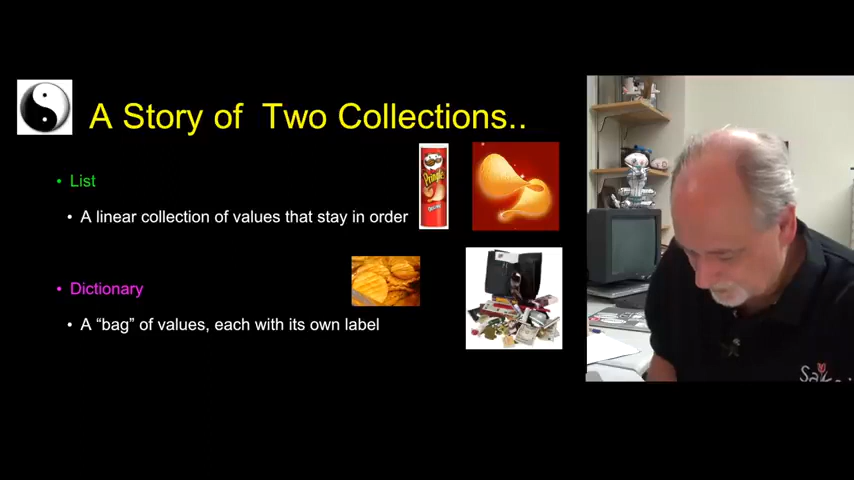 A Story of Two Collections..
• List
• A linear collection of values that stay in order
Pringles
• Dictionary
• A “bag” of values, each with its own label